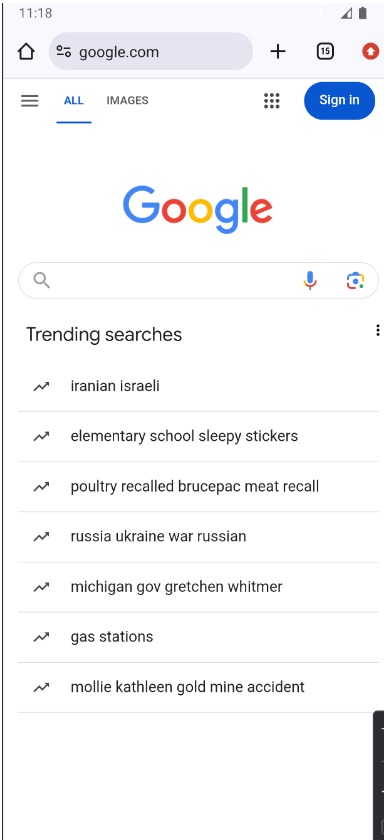 11:18
google.com
15
ALL IMAGES
Sign in
Google
Trending searches
iranian israeli
elementary school sleepy stickers
poultry recalled brucepac meat recall
russia ukraine war russian
michigan gov gretchen whitmer
gas stations
mollie kathleen gold mine accident